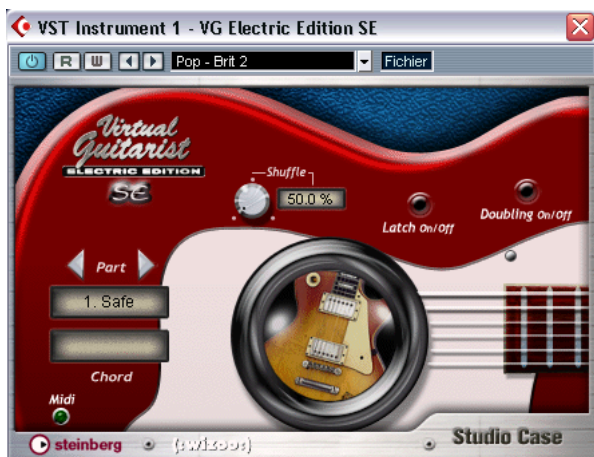 VST Instrument 1 - VG Electric Edition SE
R W Pop - Brit 2 Fichier
Virtual
Guitarist
ELECTRIC EDITION
SE
Shuffle
50.0 %
Latch On/Off
Doubling On/Off
Part
1. Safe
Chord
Midi
steinberg (:wizoo:) Studio Case